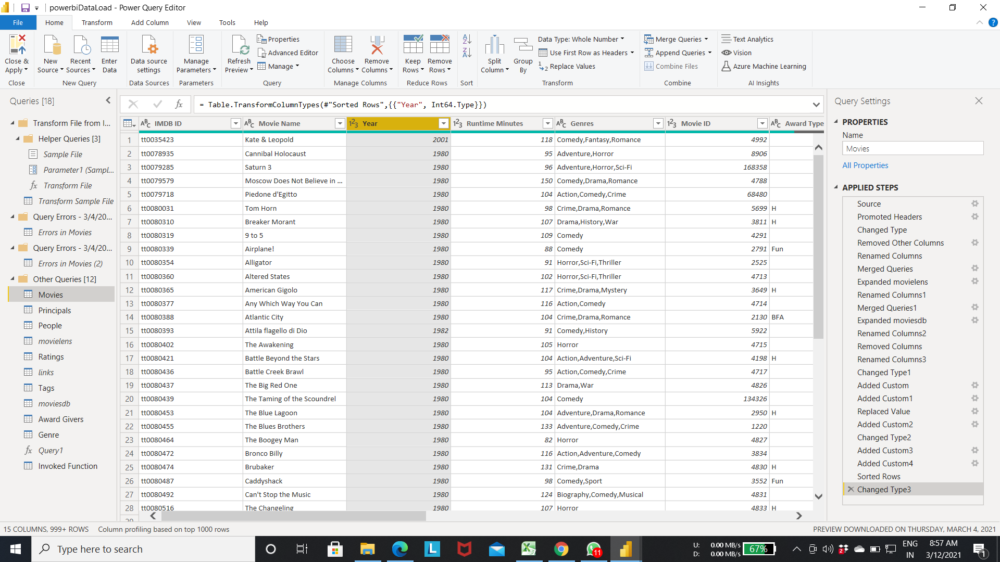 powerbiDataLoad - Power Query Editor
File Home Transform Add Column View Tools Help
Close & Apply
Close
New Source
Recent Sources
Enter Data
New Query
Data source settings
Data Sources
Manage Parameters
Parameters
Refresh Preview
Properties
Advanced Editor
Manage
Query
Choose Columns
Remove Columns
Manage Columns
Keep Rows
Remove Rows
Reduce Rows
Sort
Split Column
Group By
Data Type: Whole Number
Use First Row as Headers
Replace Values
Transform
Merge Queries
Append Queries
Combine Files
Combine
Text Analytics
Vision
Azure Machine Learning
AI Insights
Queries [18]
Transform File from I...
Helper Queries [3]
Sample File
Parameter1 (Sampl...
Transform File
Transform Sample File
Query Errors - 3/4/20...
Errors in Movies
Query Errors - 3/4/20...
Errors in Movies (2)
Other Queries [12]
Movies
Principals
People
movielens
Ratings
links
Tags
moviesdb
Award Givers
Genre
Query1
Invoked Function
fx = Table.TransformColumnTypes(#"Sorted Rows",{{"Year", Int64.Type}})
IMDB ID Movie Name Year Runtime Minutes Genres Movie ID Award Type
1 tt0035423 Kate & Leopold 2001 118 Comedy,Fantasy,Romance 4992
2 tt0078935 Cannibal Holocaust 1980 95 Adventure,Horror 8906
3 tt0079285 Saturn 3 1980 96 Adventure,Horror,Sci-Fi 168358
4 tt0079579 Moscow Does Not Believe in ... 1980 150 Comedy,Drama,Romance 4788
5 tt0079718 Piedone d'Egitto 1980 104 Action,Comedy,Crime 68480
6 tt0080031 Tom Horn 1980 98 Crime,Drama,Romance 5699 H
7 tt0080310 Breaker Morant 1980 107 Drama,History,War 3811 H
8 tt0080319 9 to 5 1980 109 Comedy 4291
9 tt0080339 Airplane! 1980 88 Comedy 2791 Fun
10 tt0080354 Alligator 1980 91 Horror,Sci-Fi,Thriller 2525
11 tt0080360 Altered States 1980 102 Horror,Sci-Fi,Thriller 4713
12 tt0080365 American Gigolo 1980 117 Crime,Drama,Mystery 3649 H
13 tt0080377 Any Which Way You Can 1980 116 Action,Comedy 4714
14 tt0080388 Atlantic City 1980 104 Crime,Drama,Romance 2130 BFA
15 tt0080393 Attila flagello di Dio 1982 91 Comedy,History 5922
16 tt0080402 The Awakening 1980 105 Horror 4715
17 tt0080421 Battle Beyond the Stars 1980 104 Action,Adventure,Sci-Fi 4198 H
18 tt0080436 Battle Creek Brawl 1980 95 Action,Comedy,Crime 4717
19 tt0080437 The Big Red One 1980 113 Drama,War 4826
20 tt0080439 The Taming of the Scoundrel 1980 104 Comedy 134326
21 tt0080453 The Blue Lagoon 1980 104 Adventure,Drama,Romance 2950 H
22 tt0080455 The Blues Brothers 1980 133 Adventure,Comedy,Crime 1220
23 tt0080464 The Boogey Man 1980 82 Horror 4827
24 tt0080472 Bronco Billy 1980 116 Action,Adventure,Comedy 3834
25 tt0080474 Brubaker 1980 131 Crime,Drama 4830 H
26 tt0080487 Caddyshack 1980 98 Comedy,Sport 3552 Fun
27 tt0080492 Can't Stop the Music 1980 124 Biography,Comedy,Musical 4831
28 tt0080516 The Changeling 1980 107 Horror 4833 H
Query Settings
PROPERTIES
Name
Movies
All Properties
APPLIED STEPS
Source
Promoted Headers
Changed Type
Removed Other Columns
Renamed Columns
Merged Queries
Expanded movielens
Renamed Columns1
Merged Queries1
Expanded moviesdb
Renamed Columns2
Removed Columns
Renamed Columns3
Changed Type1
Added Custom
Added Custom1
Replaced Value
Added Custom2
Changed Type2
Added Custom3
Added Custom4
Sorted Rows
Changed Type3
15 COLUMNS, 999+ ROWS Column profiling based on top 1000 rows PREVIEW DOWNLOADED ON THURSDAY, MARCH 4, 2021
Type here to search
11
U: 0.00 MB/s
D: 0.00 MB/s
67%
2
ENG
IN
8:57 AM
3/12/2021
1